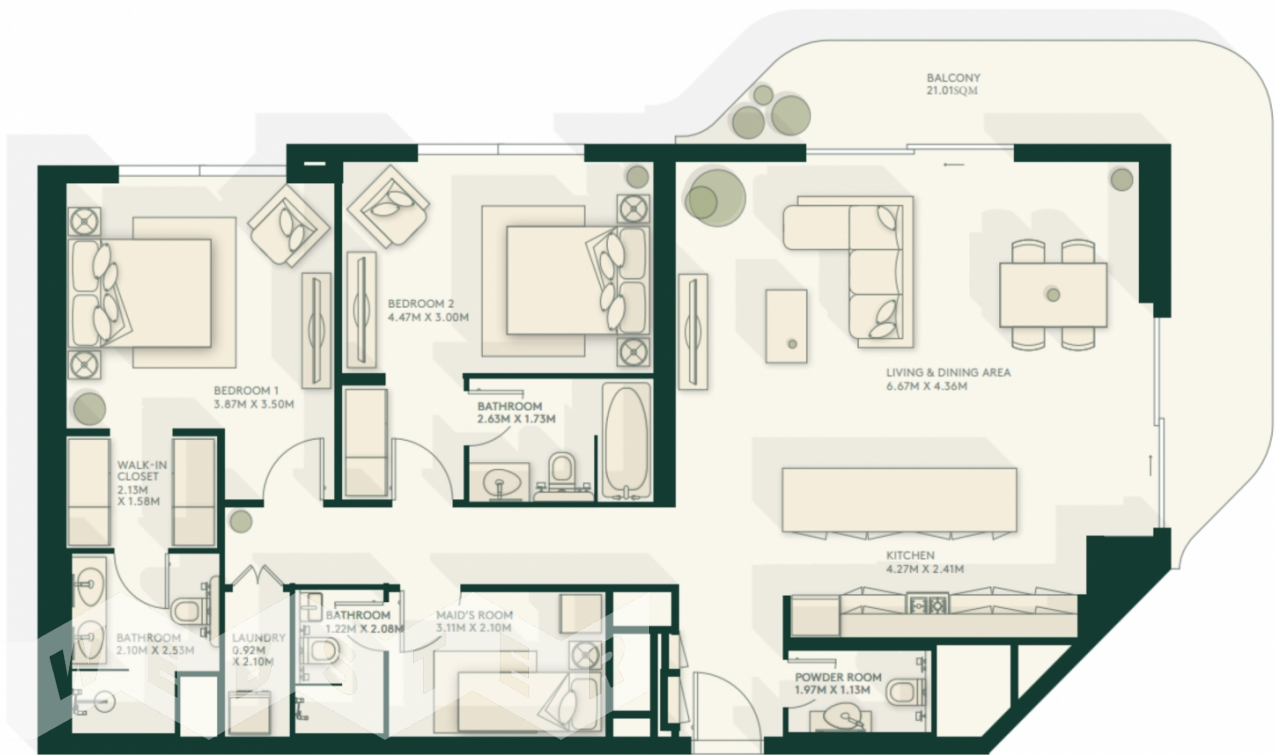 BALCONY
21.01SQM
BEDROOM 2
4.47M X 3.00M
LIVING & DINING AREA
6.67M X 4.36M
BEDROOM 1
3.87M X 3.50M
BATHROOM
2.63M X 1.73M
WALK-IN
CLOSET
2.13M
X 1.58M
KITCHEN
4.27M X 2.41M
BATHROOM
2.10M X 2.53M
LAUNDRY
0.92M
X 2.10M
BATHROOM
1.22M X 2.08M
MAID'S ROOM
3.11M X 2.10M
POWDER ROOM
1.97M X 1.13M